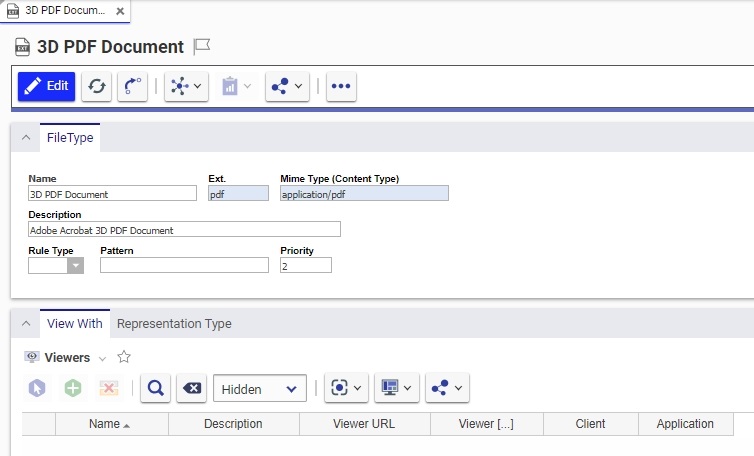 3D PDF Docum...
EXT 3D PDF Document
Edit
FileType
Name Ext. Mime Type (Content Type)
3D PDF Document pdf application/pdf
Description
Adobe Acrobat 3D PDF Document
Rule Type Pattern Priority
2
View With Representation Type
Viewers
Hidden
Name Description Viewer URL Viewer [...] Client Application